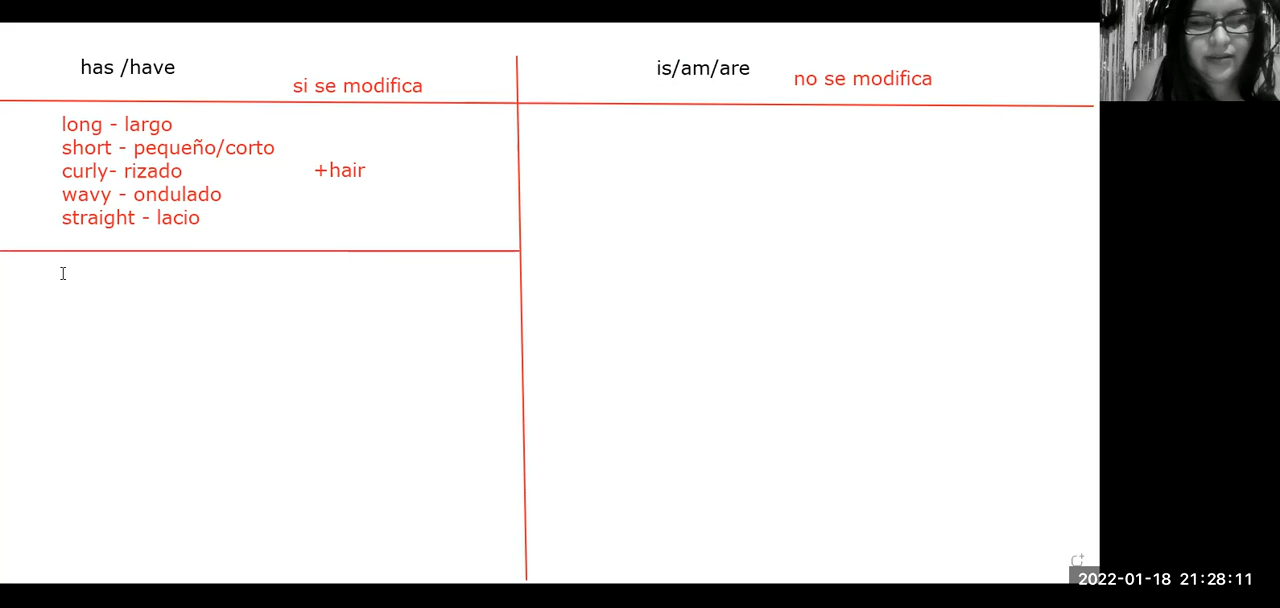 has /have
si se modifica
is/am/are
no se modifica
long - largo
short - pequeño/corto
curly- rizado
+hair
wavy - ondulado
straight - lacio
2022-01-18 21:28:11